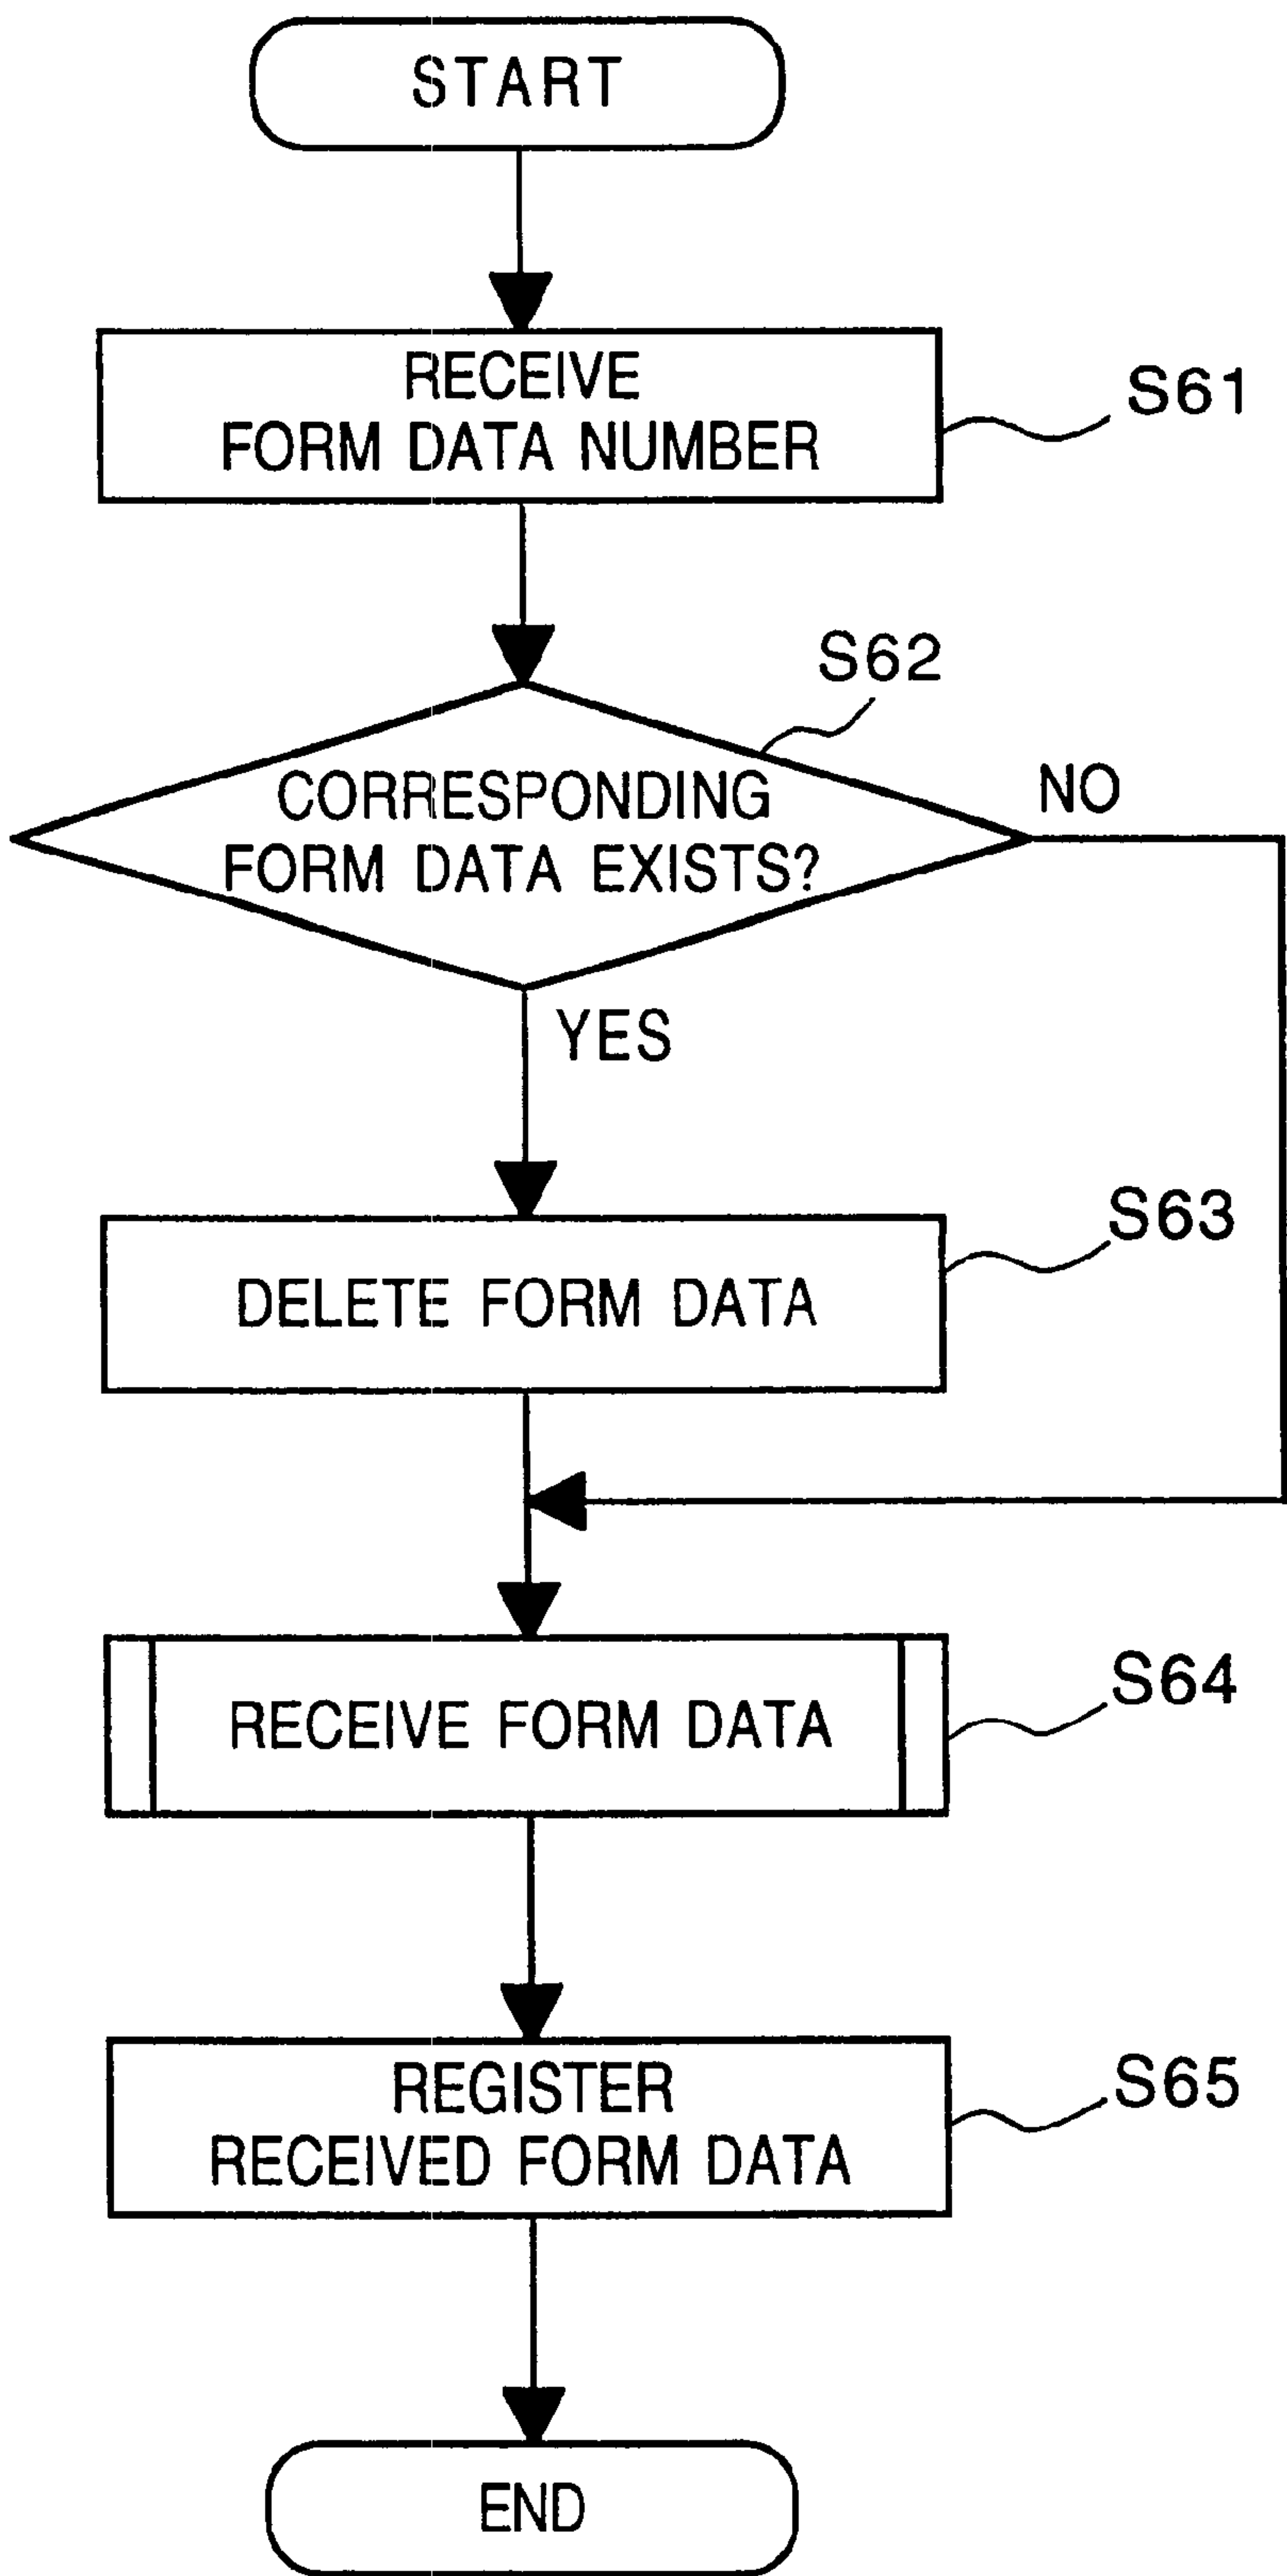 START
RECEIVE
FORM DATA NUMBER
S61
S62
CORRESPONDING
FORM DATA EXISTS?
NO
YES
DELETE FORM DATA
S63
RECEIVE FORM DATA
S64
REGISTER
RECEIVED FORM DATA
S65
END